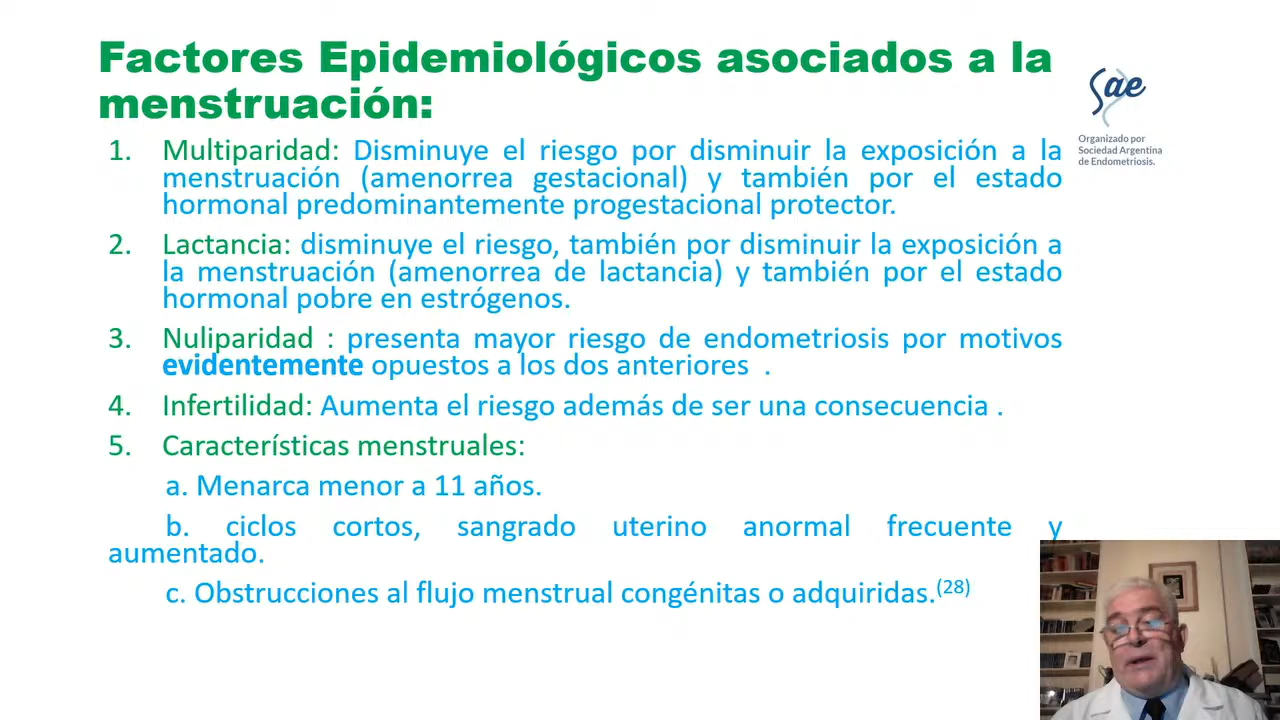 Factores Epidemiológicos asociados a la
menstruación:
sae
Organizado por
Sociedad Argentina
de Endometriosis.
1. Multiparidad: Disminuye el riesgo por disminuir la exposición a la
menstruación (amenorrea gestacional) y también por el estado
hormonal predominantemente progestacional protector.
2. Lactancia: disminuye el riesgo, también por disminuir la exposición a
la menstruación (amenorrea de lactancia) y también por el estado
hormonal pobre en estrógenos.
3. Nuliparidad : presenta mayor riesgo de endometriosis por motivos
evidentemente opuestos a los dos anteriores .
4. Infertilidad: Aumenta el riesgo además de ser una consecuencia .
5. Características menstruales:
a. Menarca menor a 11 años.
b. ciclos cortos, sangrado uterino anormal frecuente y
aumentado.
c. Obstrucciones al flujo menstrual congénitas o adquiridas.(28)